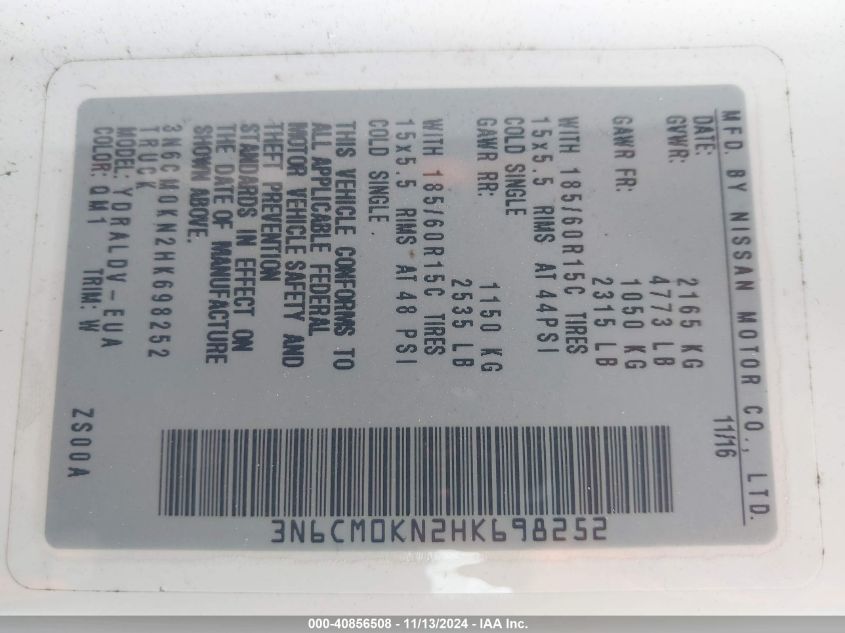 MFD. BY NISSAN MOTOR CO., LTD.
DATE: 11/16
GVWR: 2165 KG
4773 LB
GAWR FR: 1050 KG
2315 LB
WITH 185/60R15C TIRES
15x5.5 RIMS AT 44PSI
COLD SINGLE
GAWR RR: 1150 KG
2535 LB
WITH 185/60R15C TIRES
15x5.5 RIMS AT 48 PSI
COLD SINGLE.
THIS VEHICLE CONFORMS TO
ALL APPLICABLE FEDERAL
MOTOR VEHICLE SAFETY AND
THEFT PREVENTION
STANDARDS IN EFFECT ON
THE DATE OF MANUFACTURE
SHOWN ABOVE.
3N6CM0KN2HK698252
TRUCK
MODEL: YDRALDV-EUA
COLOR: QM1 TRIM: W ZS00A
3N6CM0KN2HK698252
000-40856508 - 11/13/2024 - IAA Inc.